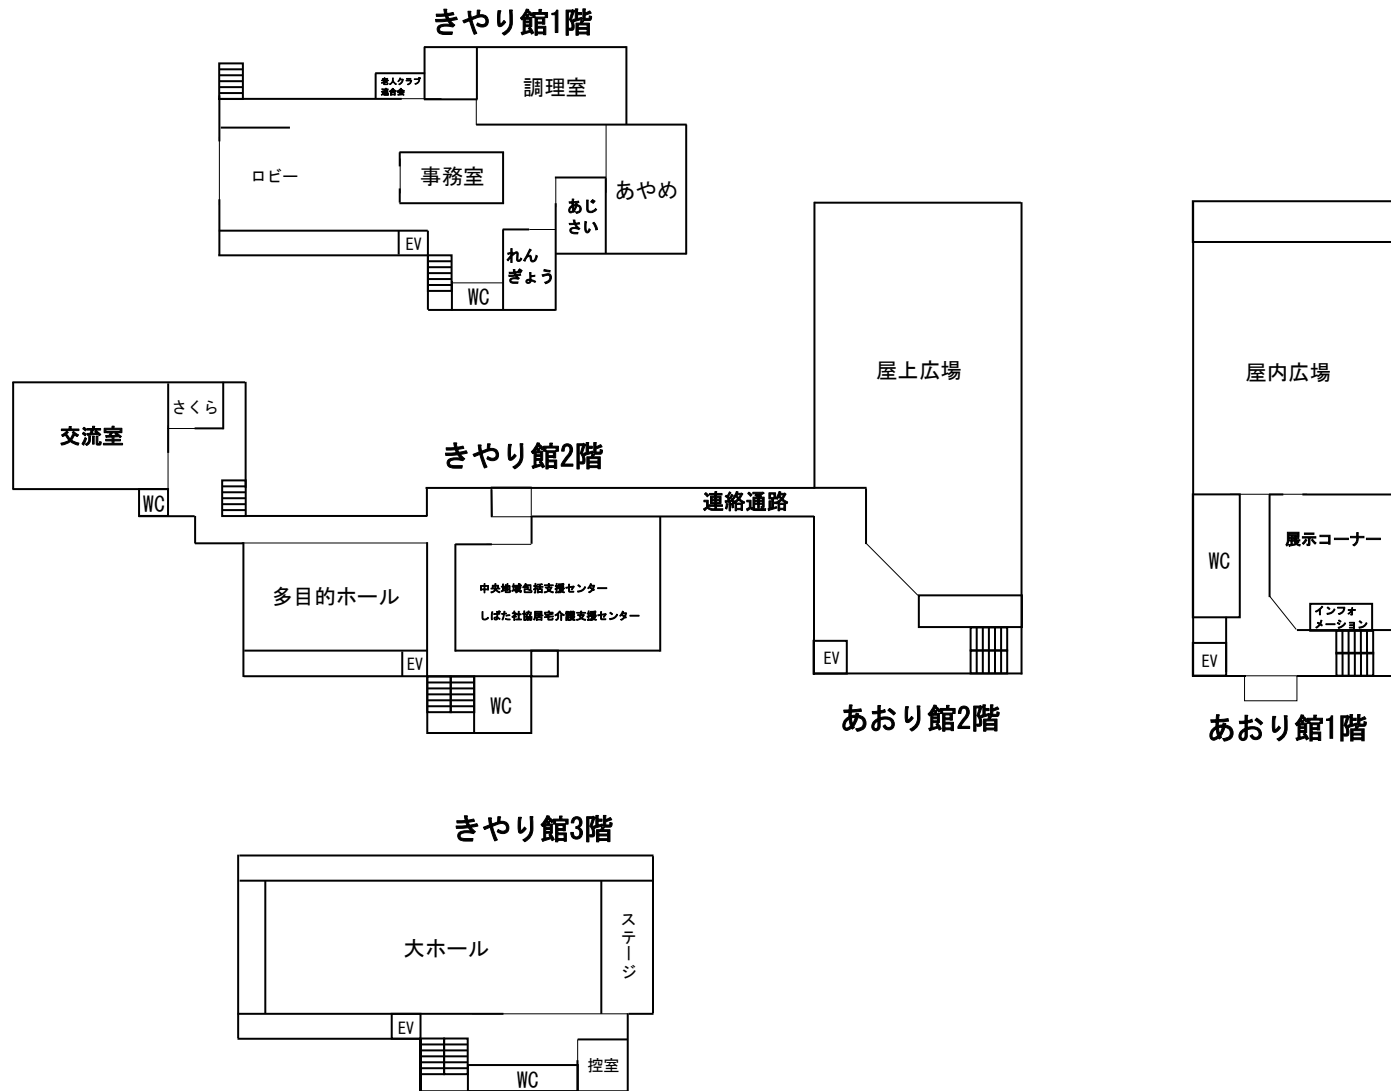 きやり館1階
老人クラブ
連合会
調理室
ロビー
事務室
あやめ
あじ
さい
EV
れん
ぎょう
WC
屋上広場
屋内広場
交流室
さくら
きやり館2階
WC
連絡通路
展示コーナー
WC
多目的ホール
中央地域包括支援センター
しばた社協居宅介護支援センター
インフォ
メーション
EV
EV
EV
WC
あおり館2階
あおり館1階
きやり館3階
大ホール
ステージ
EV
控室
WC